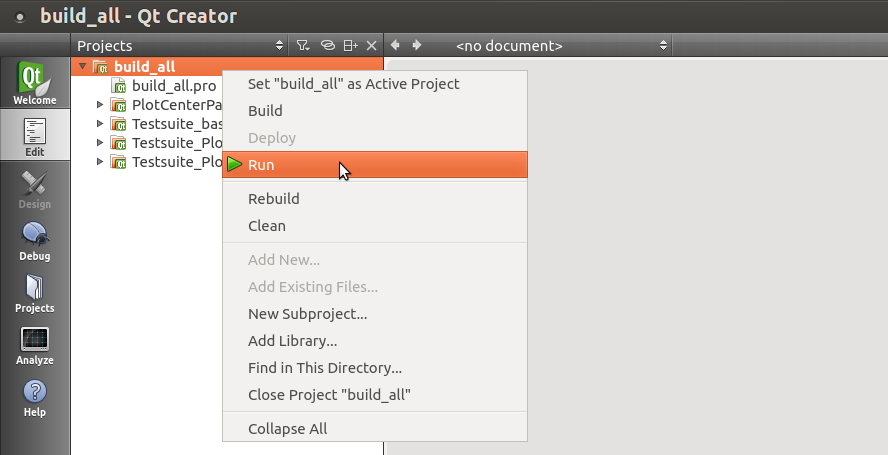 build_all - Qt Creator
Projects
<no document>
Qt
Welcome
Edit
Design
Debug
Projects
Analyze
Help
build_all
build_all.pro
PlotCenterPa
Testsuite_bas
Testsuite_Plo
Testsuite_Plo
Set "build_all" as Active Project
Build
Deploy
Run
Rebuild
Clean
Add New...
Add Existing Files...
New Subproject...
Add Library...
Find in This Directory...
Close Project "build_all"
Collapse All